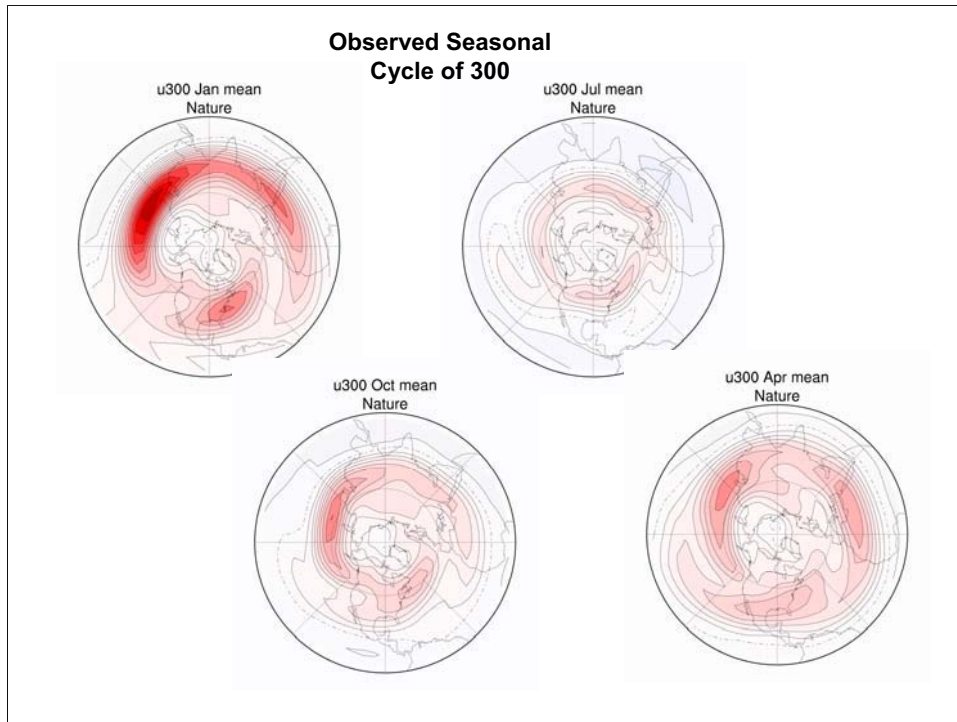 Observed Seasonal
Cycle of 300
u300 Jan mean
Nature
u300 Jul mean
Nature
u300 Oct mean
Nature
u300 Apr mean
Nature